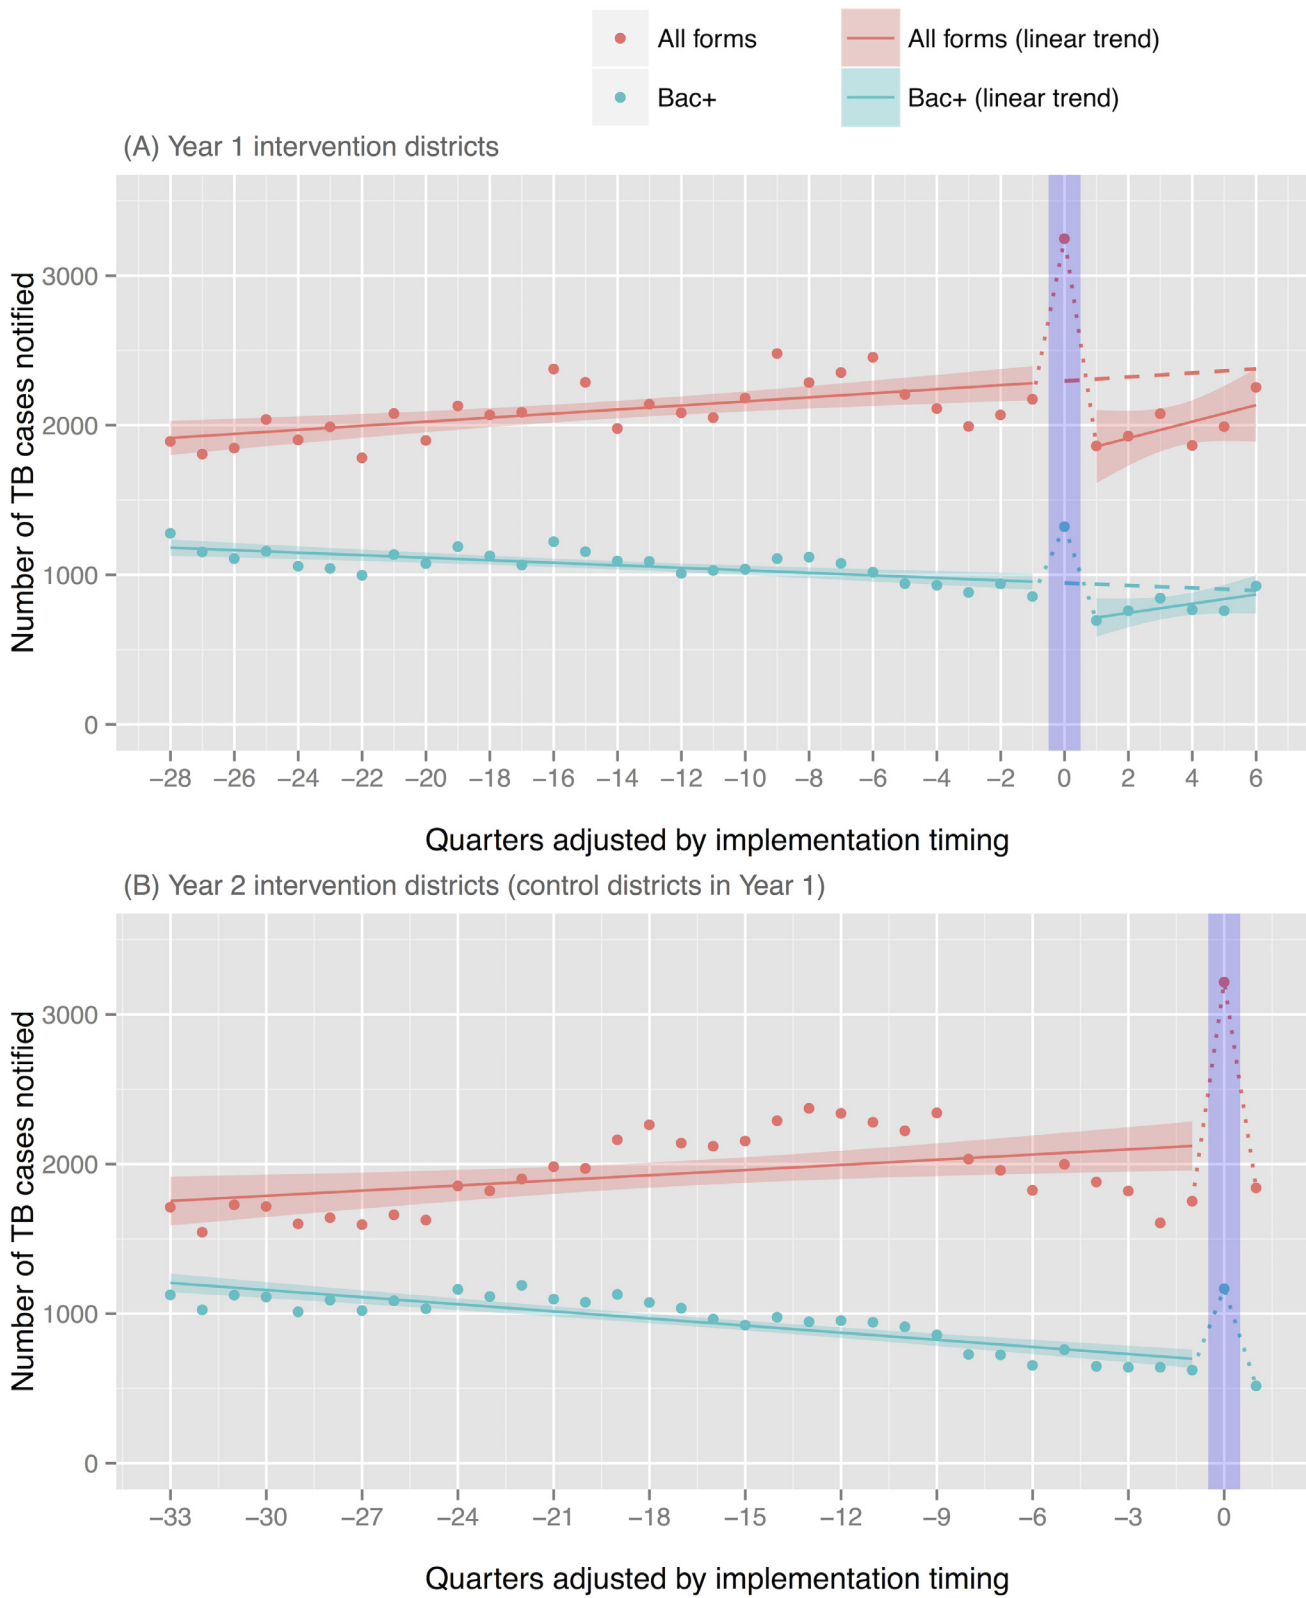 All forms
All forms (linear trend)
Bac+
Bac+ (linear trend)
(A) Year 1 intervention districts
Number of TB cases notified
3000
2000
1000
0
−28 −26 −24 −22 −20 −18 −16 −14 −12 −10 −8 −6 −4 −2 0 2 4 6
Quarters adjusted by implementation timing
(B) Year 2 intervention districts (control districts in Year 1)
Number of TB cases notified
3000
2000
1000
0
−33 −30 −27 −24 −21 −18 −15 −12 −9 −6 −3 0
Quarters adjusted by implementation timing